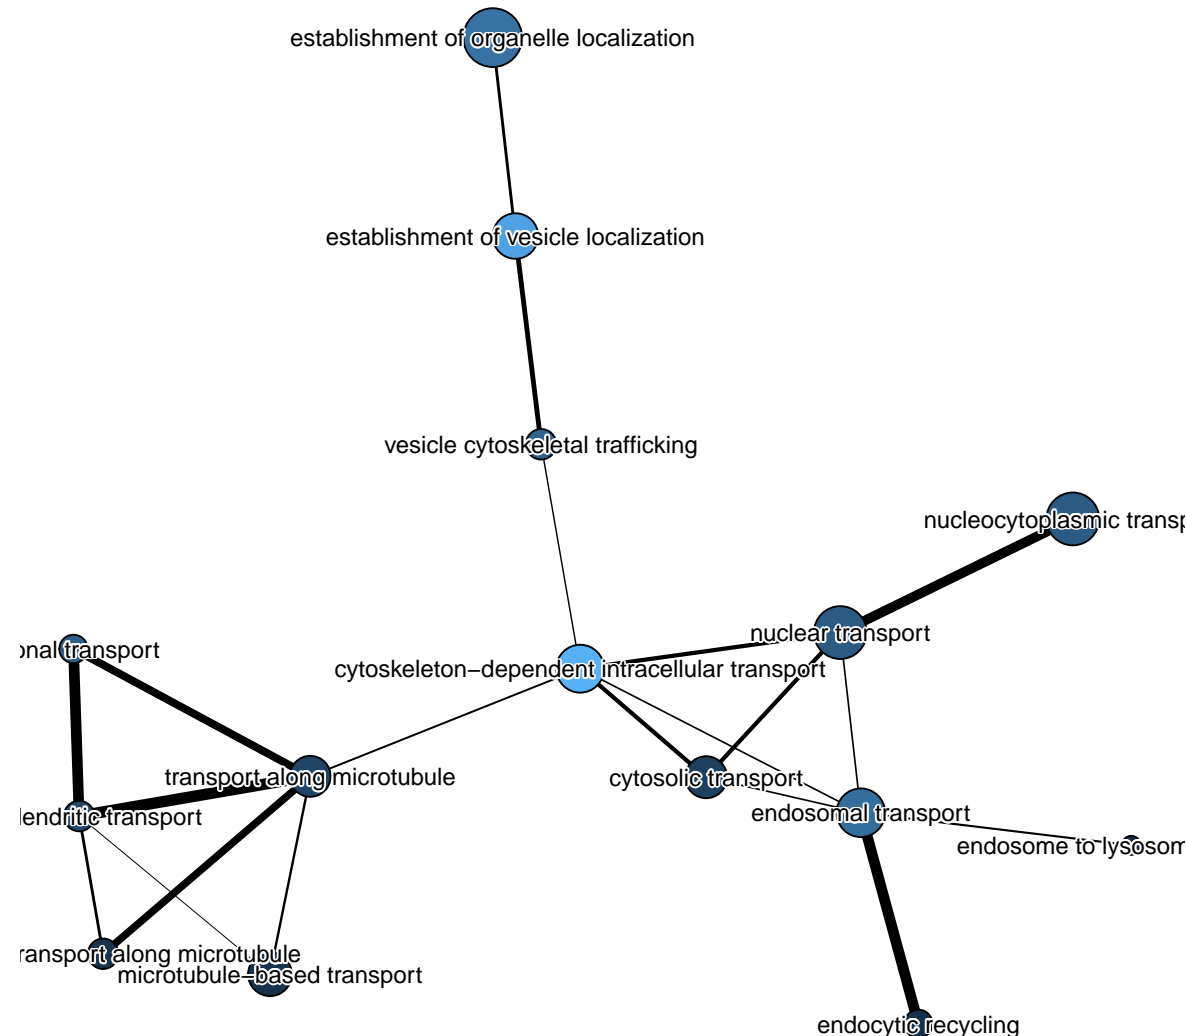 establishment of organelle localization
establishment of vesicle localization
vesicle cytoskeletal trafficking
nucleocytoplasmic transp
nuclear transport
onal transport
cytoskeleton−dependent intracellular transport
transport along microtubule
cytosolic transport
endosomal transport
lendritic transport
endosome to lysosom
ransport along microtubule
microtubule−based transport
endocytic recycling